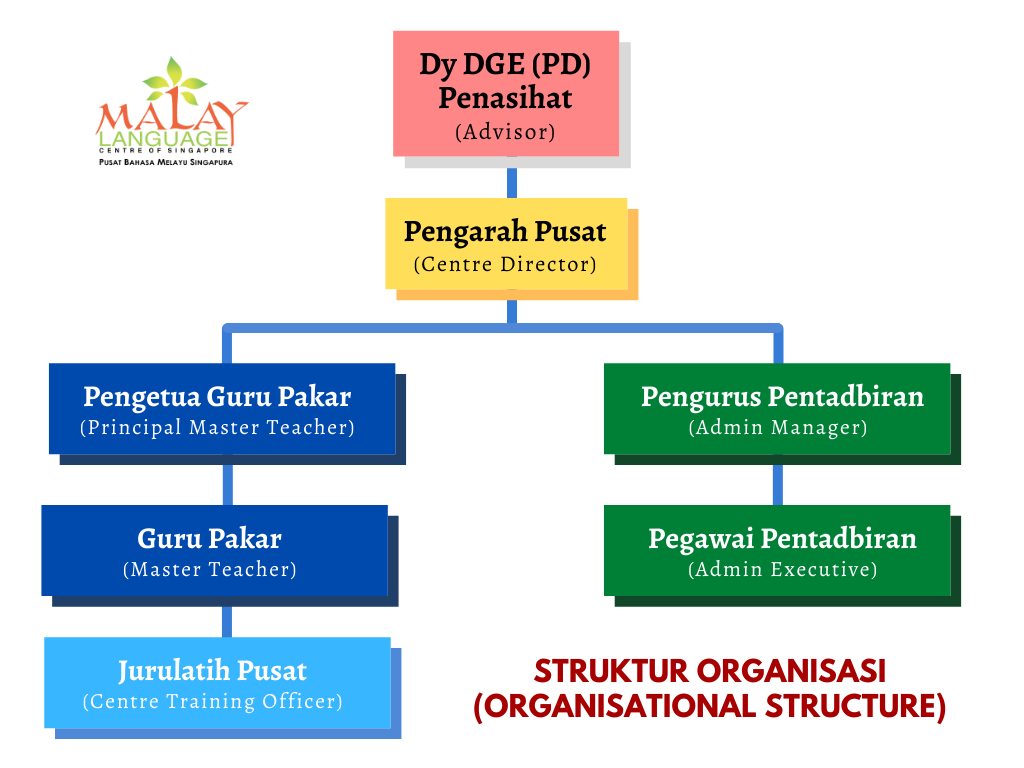 MALAY
LANGUAGE
CENTRE OF SINGAPORE
PUSAT BAHASA MELAYU SINGAPURA
Dy DGE (PD)
Penasihat
(Advisor)
Pengarah Pusat
(Centre Director)
Pengetua Guru Pakar
(Principal Master Teacher)
Pengurus Pentadbiran
(Admin Manager)
Guru Pakar
(Master Teacher)
Pegawai Pentadbiran
(Admin Executive)
Jurulatih Pusat
(Centre Training Officer)
STRUKTUR ORGANISASI
(ORGANISATIONAL STRUCTURE)